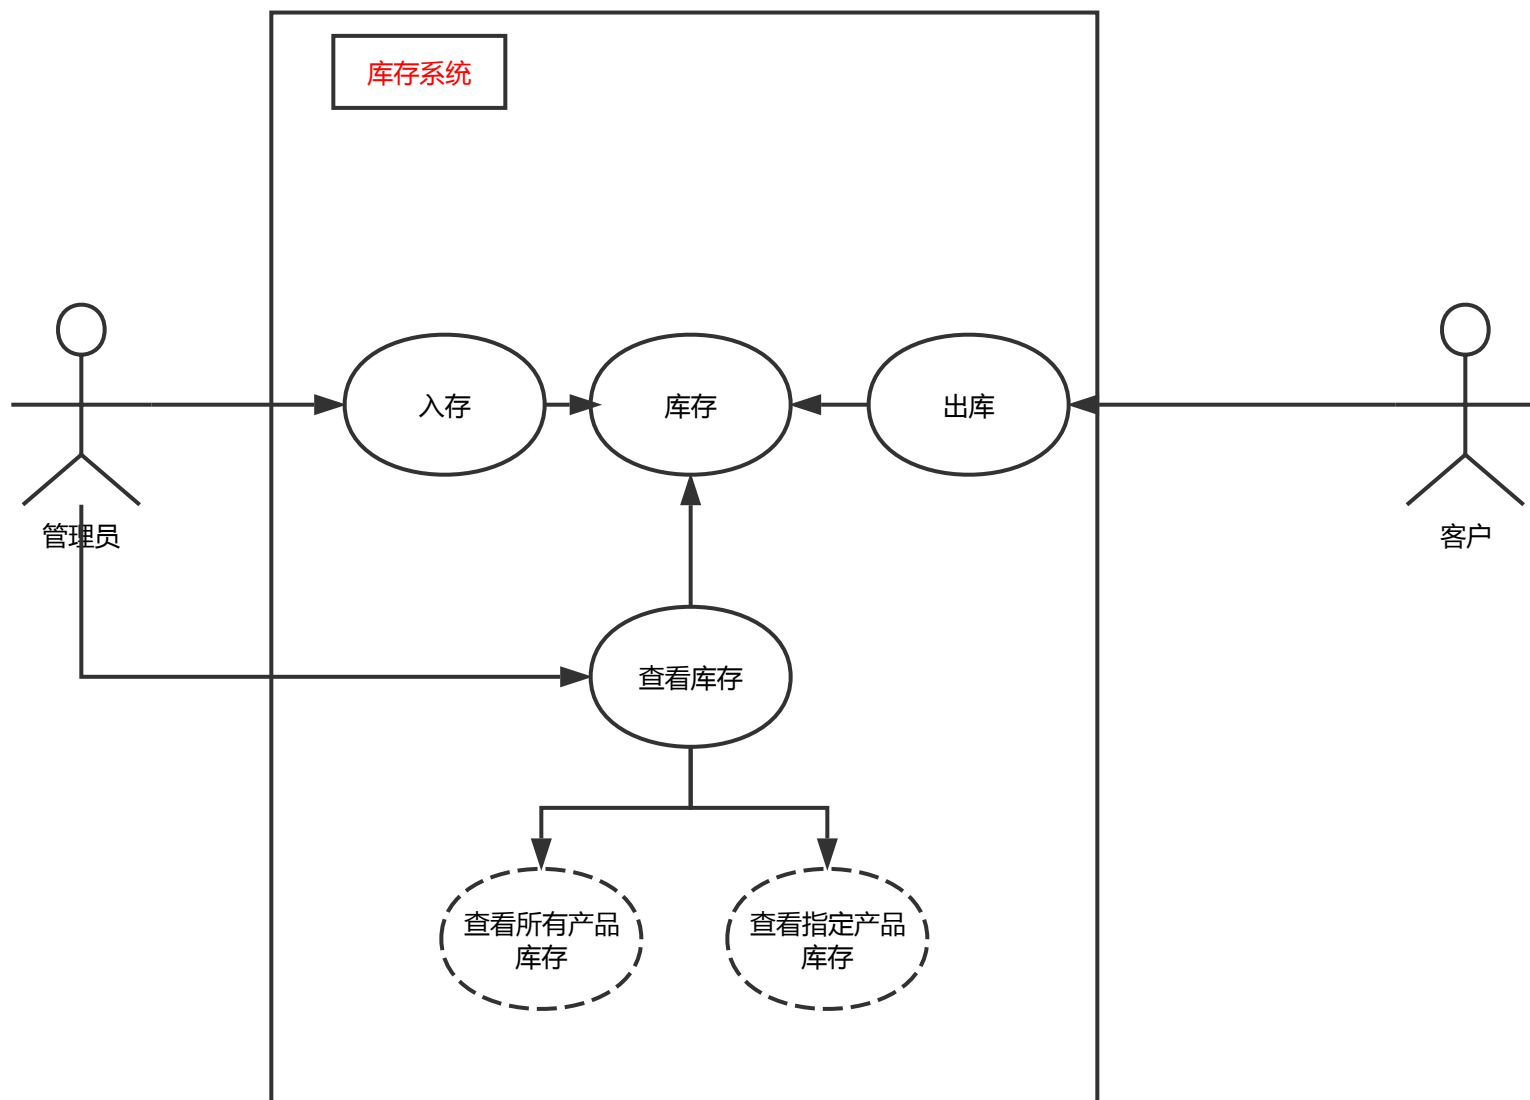 库存系统
入存
库存
出库
管理员
客户
查看库存
查看所有产品
库存
查看指定产品
库存